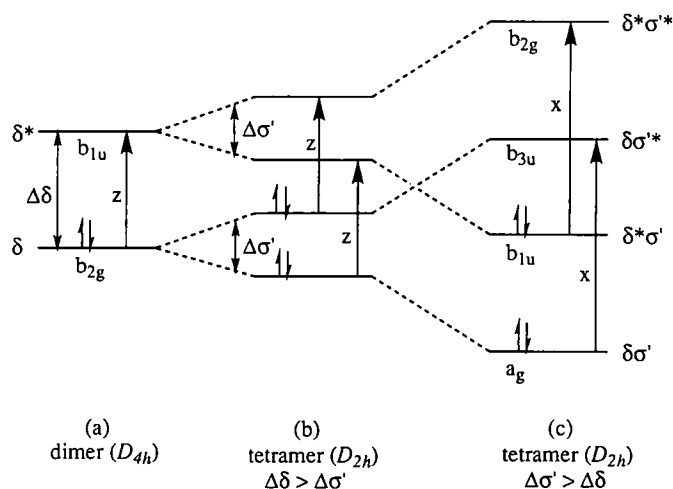 δ*σ'*
b2g
x
δ*
b1u
Δσ'
z
δσ'*
b3u
Δδ
z
δ*σ'
b1u
z
Δσ'
x
δ
b2g
δσ'
ag
(a)
dimer (D4h)
(b)
tetramer (D2h)
Δδ > Δσ'
(c)
tetramer (D2h)
Δσ' > Δδ